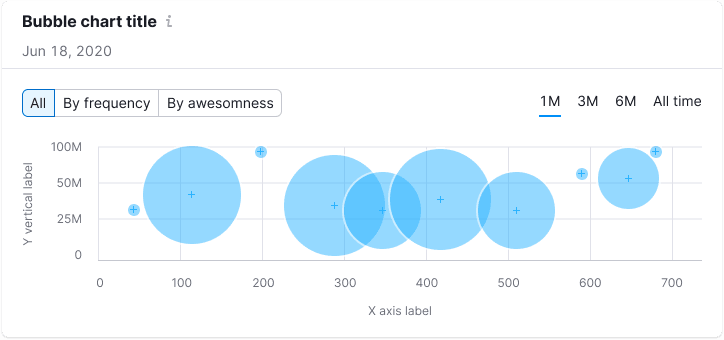 Bubble chart title i
Jun 18, 2020
All By frequency By awesomness 1M 3M 6M All time
100M
50M
25M
0
Y vertical label
0 100 200 300 400 500 600 700
X axis label